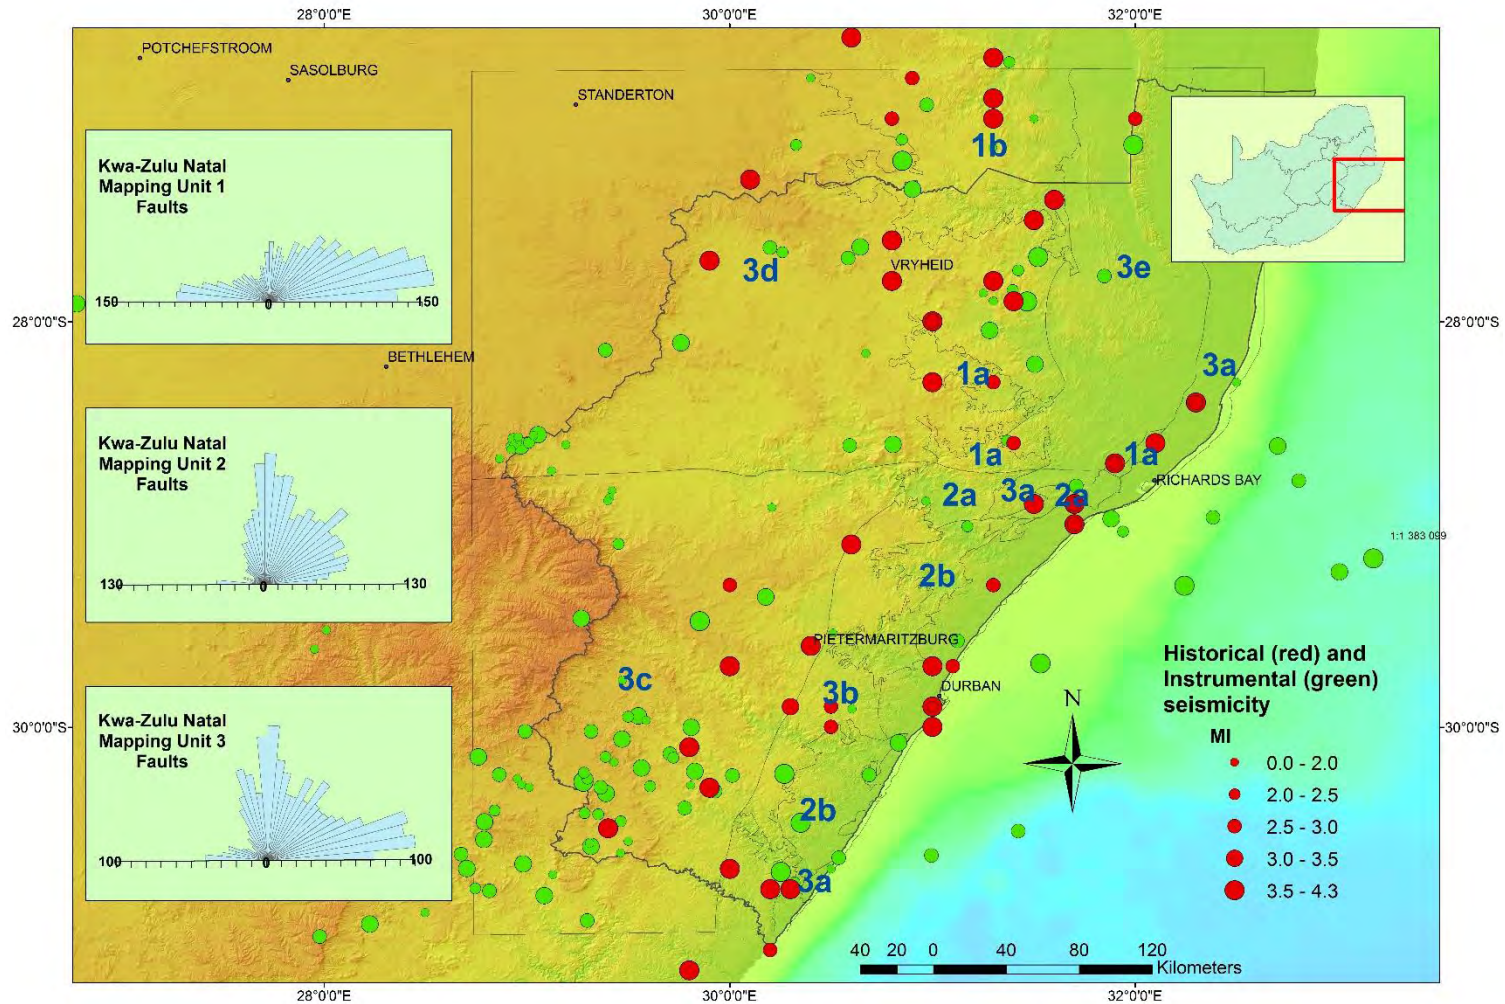 28°0'0"E
30°0'0"E
32°0'0"E
POTCHEFSTROOM
SASOLBURG
STANDERTON
Kwa-Zulu Natal
Mapping Unit 1
Faults
150
0
150
1b
3d
VRYHEID
3e
28°0'0"S
28°0'0"S
BETHLEHEM
1a
3a
Kwa-Zulu Natal
Mapping Unit 2
Faults
130
0
130
1a
1a
RICHARDS BAY
2a
3a
2a
1:1 383 099
2b
PIETERMARITZBURG
3c
3b
DURBAN
Historical (red) and
Instrumental (green)
seismicity
Ml
0.0 - 2.0
2.0 - 2.5
2.5 - 3.0
3.0 - 3.5
3.5 - 4.3
N
30°0'0"S
30°0'0"S
Kwa-Zulu Natal
Mapping Unit 3
Faults
100
0
100
2b
3a
40 20 0 40 80 120
Kilometers
28°0'0"E
30°0'0"E
32°0'0"E